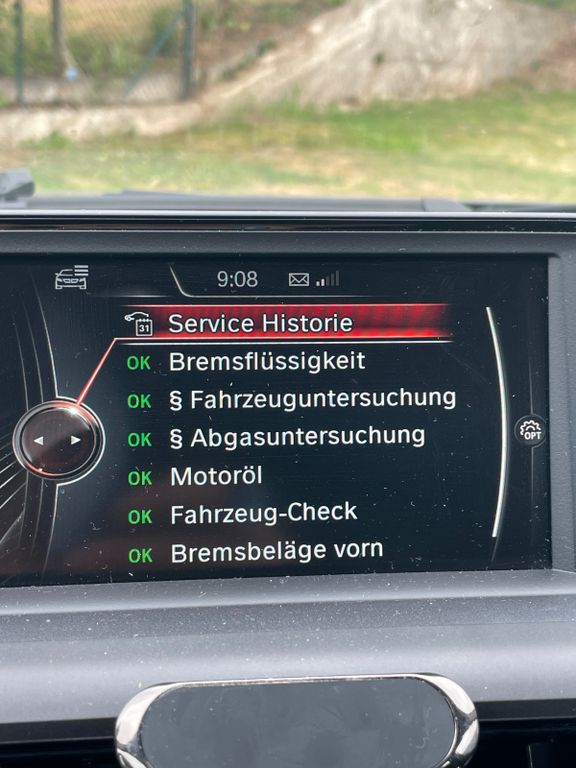 9:08
31 Service Historie
OK Bremsflüssigkeit
OK § Fahrzeuguntersuchung
OK § Abgasuntersuchung
OPT
OK Motoröl
OK Fahrzeug-Check
OK Bremsbeläge vorn